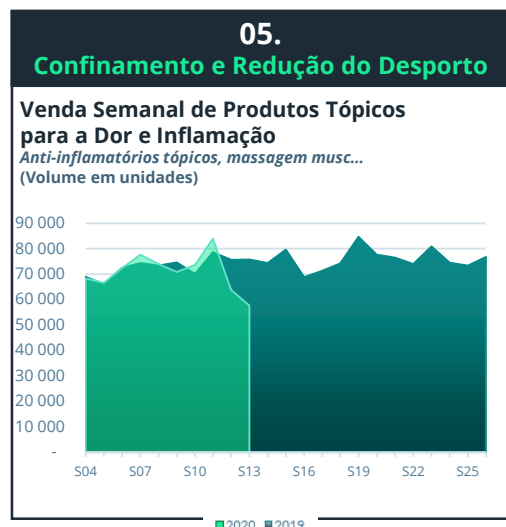 05.
Confinamento e Redução do Desporto
Venda Semanal de Produtos Tópicos
para a Dor e Inflamação
Anti-inflamatórios tópicos, massagem musc...
(Volume em unidades)
90 000
80 000
70 000
60 000
50 000
40 000
30 000
20 000
10 000
-
S04 S07 S10 S13 S16 S19 S22 S25
2020 2019